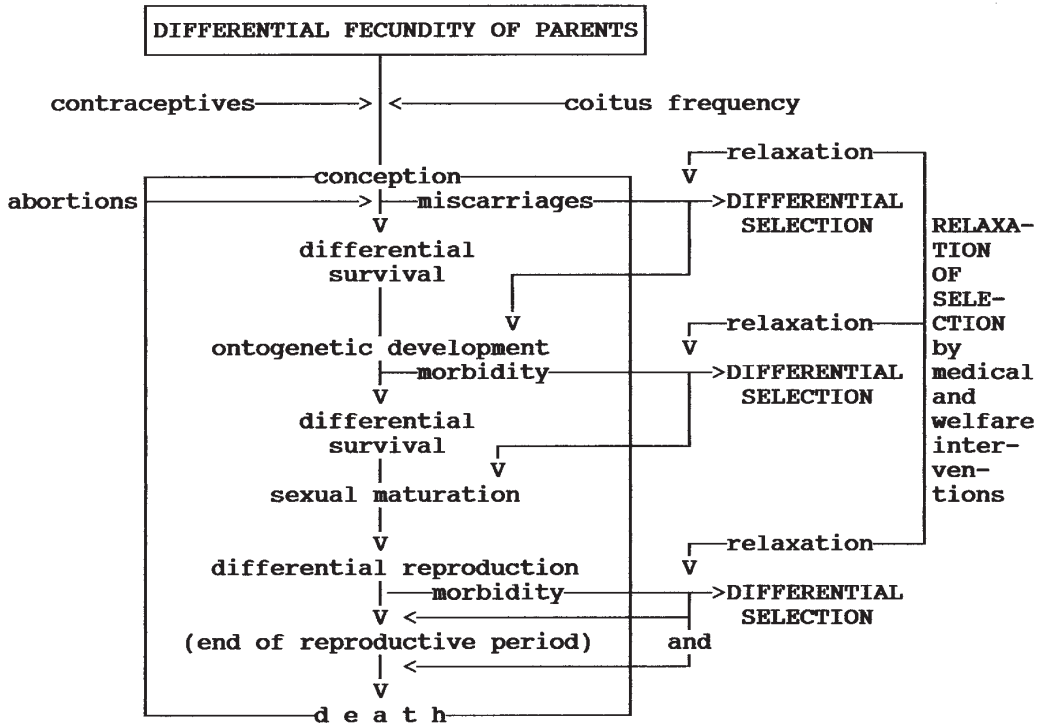 DIFFERENTIAL FECUNDITY OF PARENTS
contraceptives
coitus frequency
relaxation
conception
abortions
miscarriages
DIFFERENTIAL
SELECTION
differential
survival
relaxation
ontogenetic development
morbidity
DIFFERENTIAL
SELECTION
differential
survival
sexual maturation
relaxation
differential reproduction
morbidity
DIFFERENTIAL
SELECTION
(end of reproductive period)
and
d e a t h
RELAXA-
TION
OF
SELE-
CTION
by
medical
and
welfare
inter-
ven-
tions